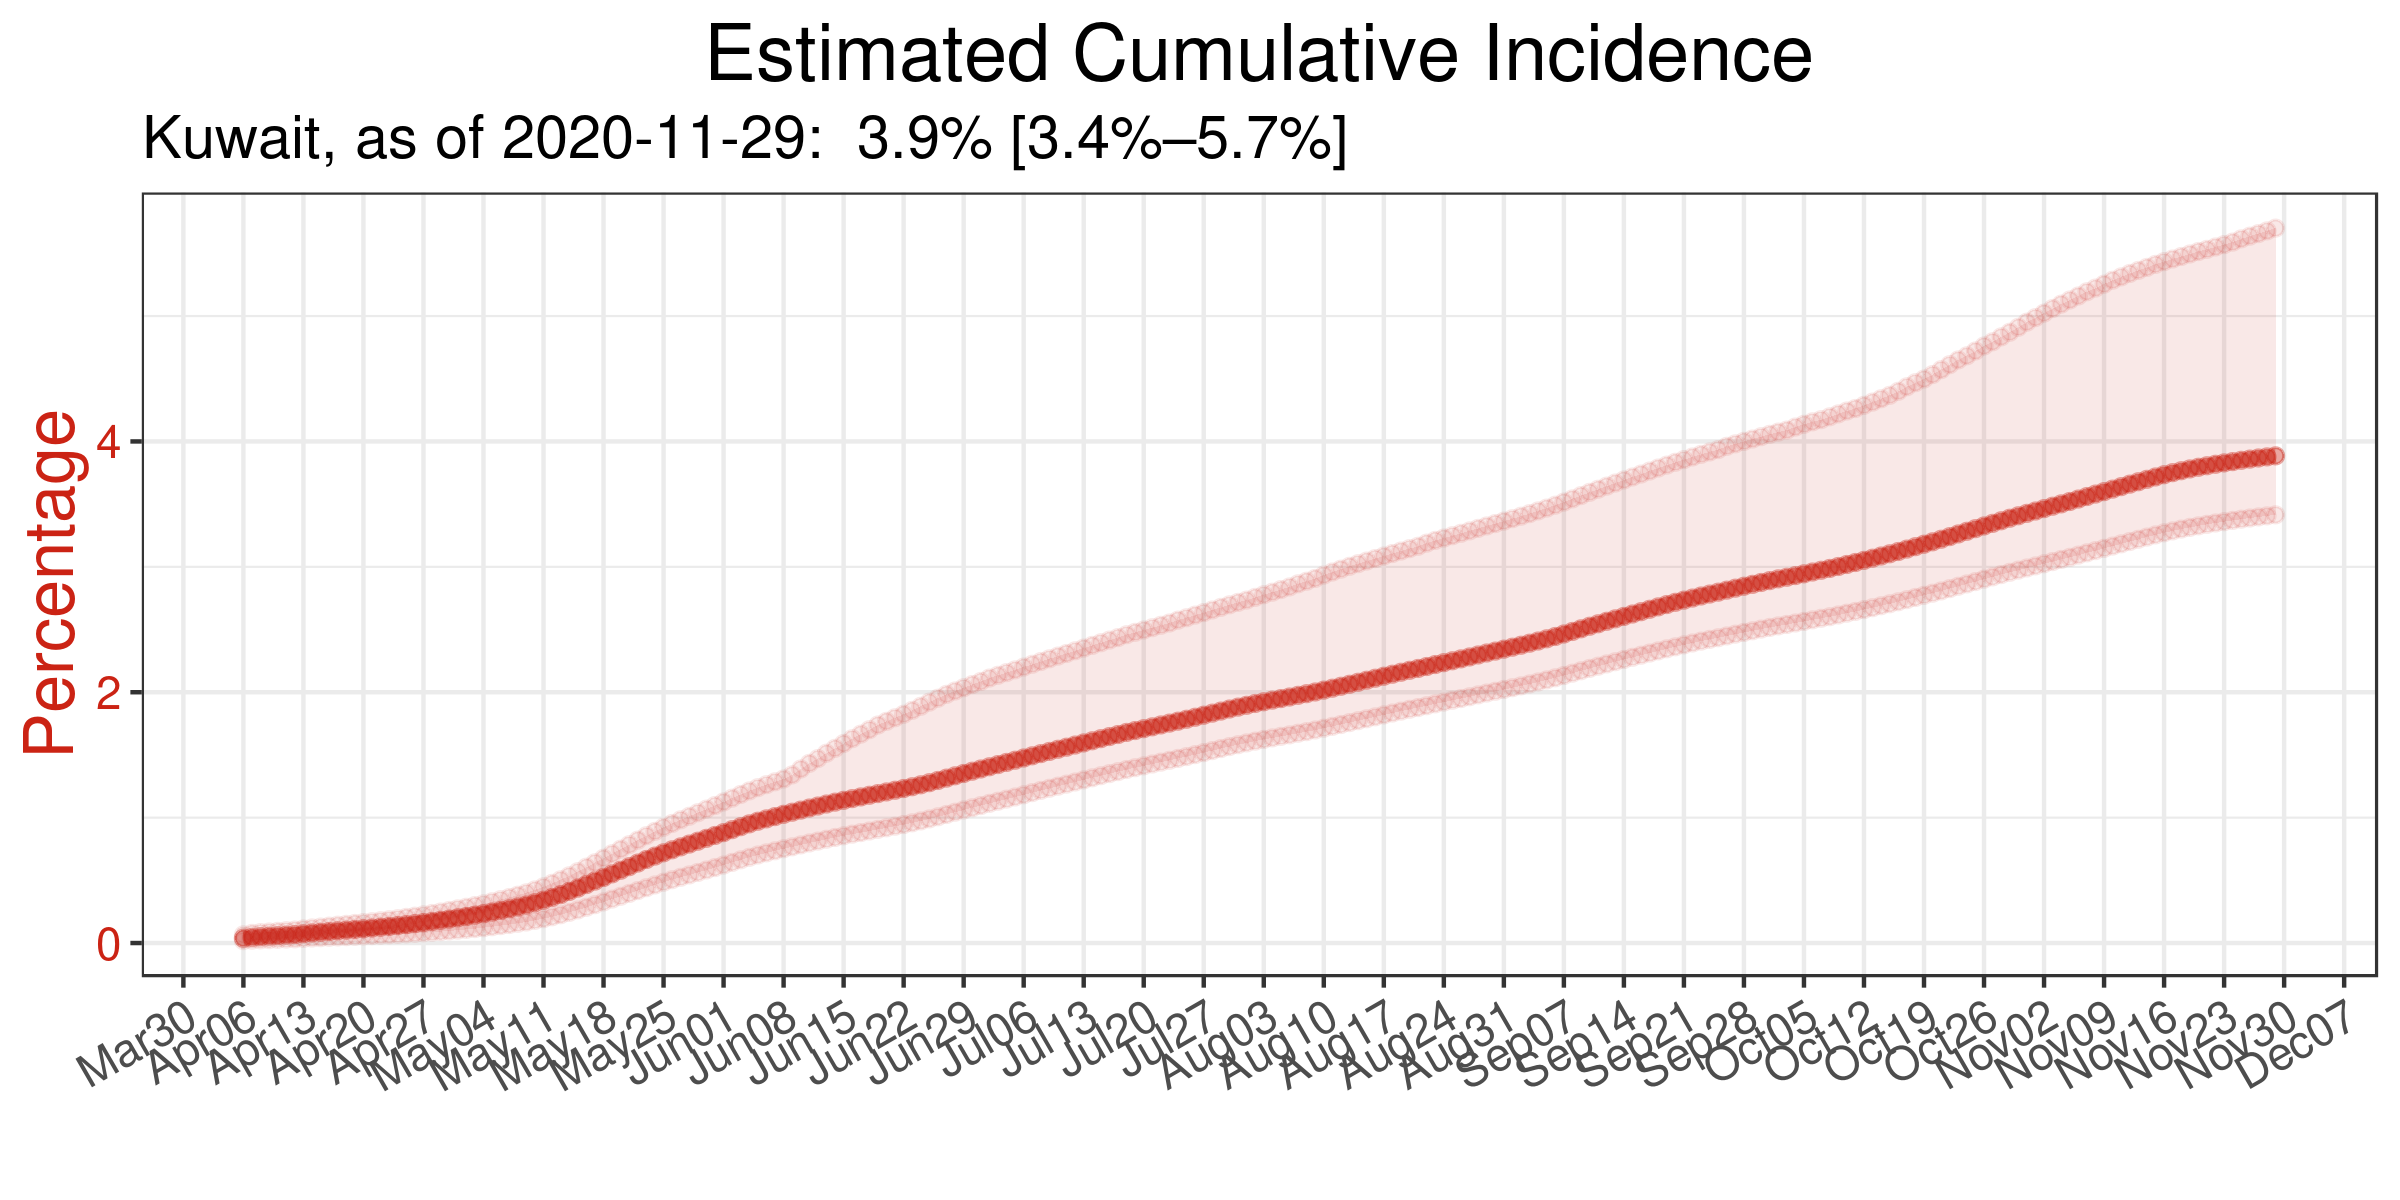 Estimated Cumulative Incidence
Kuwait, as of 2020-11-29:  3.9% [3.4%–5.7%]
Percentage
4
2
0
Mar30
Apr06
Apr13
Apr20
Apr27
May04
May11
May18
May25
Jun01
Jun08
Jun15
Jun22
Jun29
Jul06
Jul13
Jul20
Jul27
Aug03
Aug10
Aug17
Aug24
Aug31
Sep07
Sep14
Sep21
Sep28
Oct05
Oct12
Oct19
Oct26
Nov02
Nov09
Nov16
Nov23
Nov30
Dec07